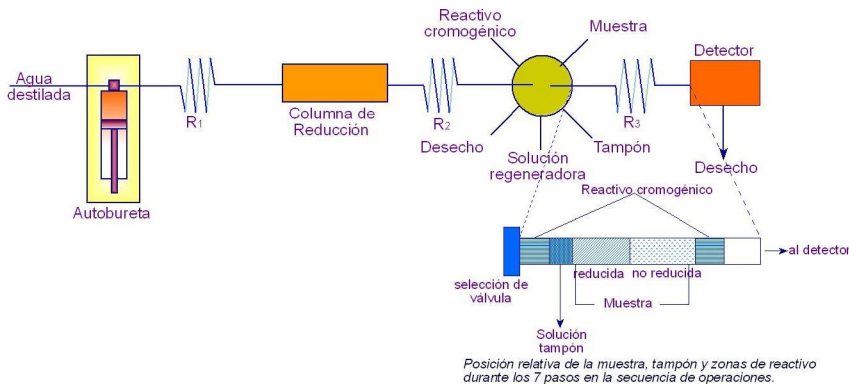 Reactivo
cromogénico
Muestra
Detector
Agua
destilada
R1
Columna de
Reducción
R2
R3
Desecho
Solución
regeneradora
Tampón
Desecho
Autobureta
Reactivo cromogénico
al detector
reducida
no reducida
selección de
válvula
Muestra
Solución
tampón
Posición relativa de la muestra, tampón y zonas de reactivo
durante los 7 pasos en la secuencia de operaciones.